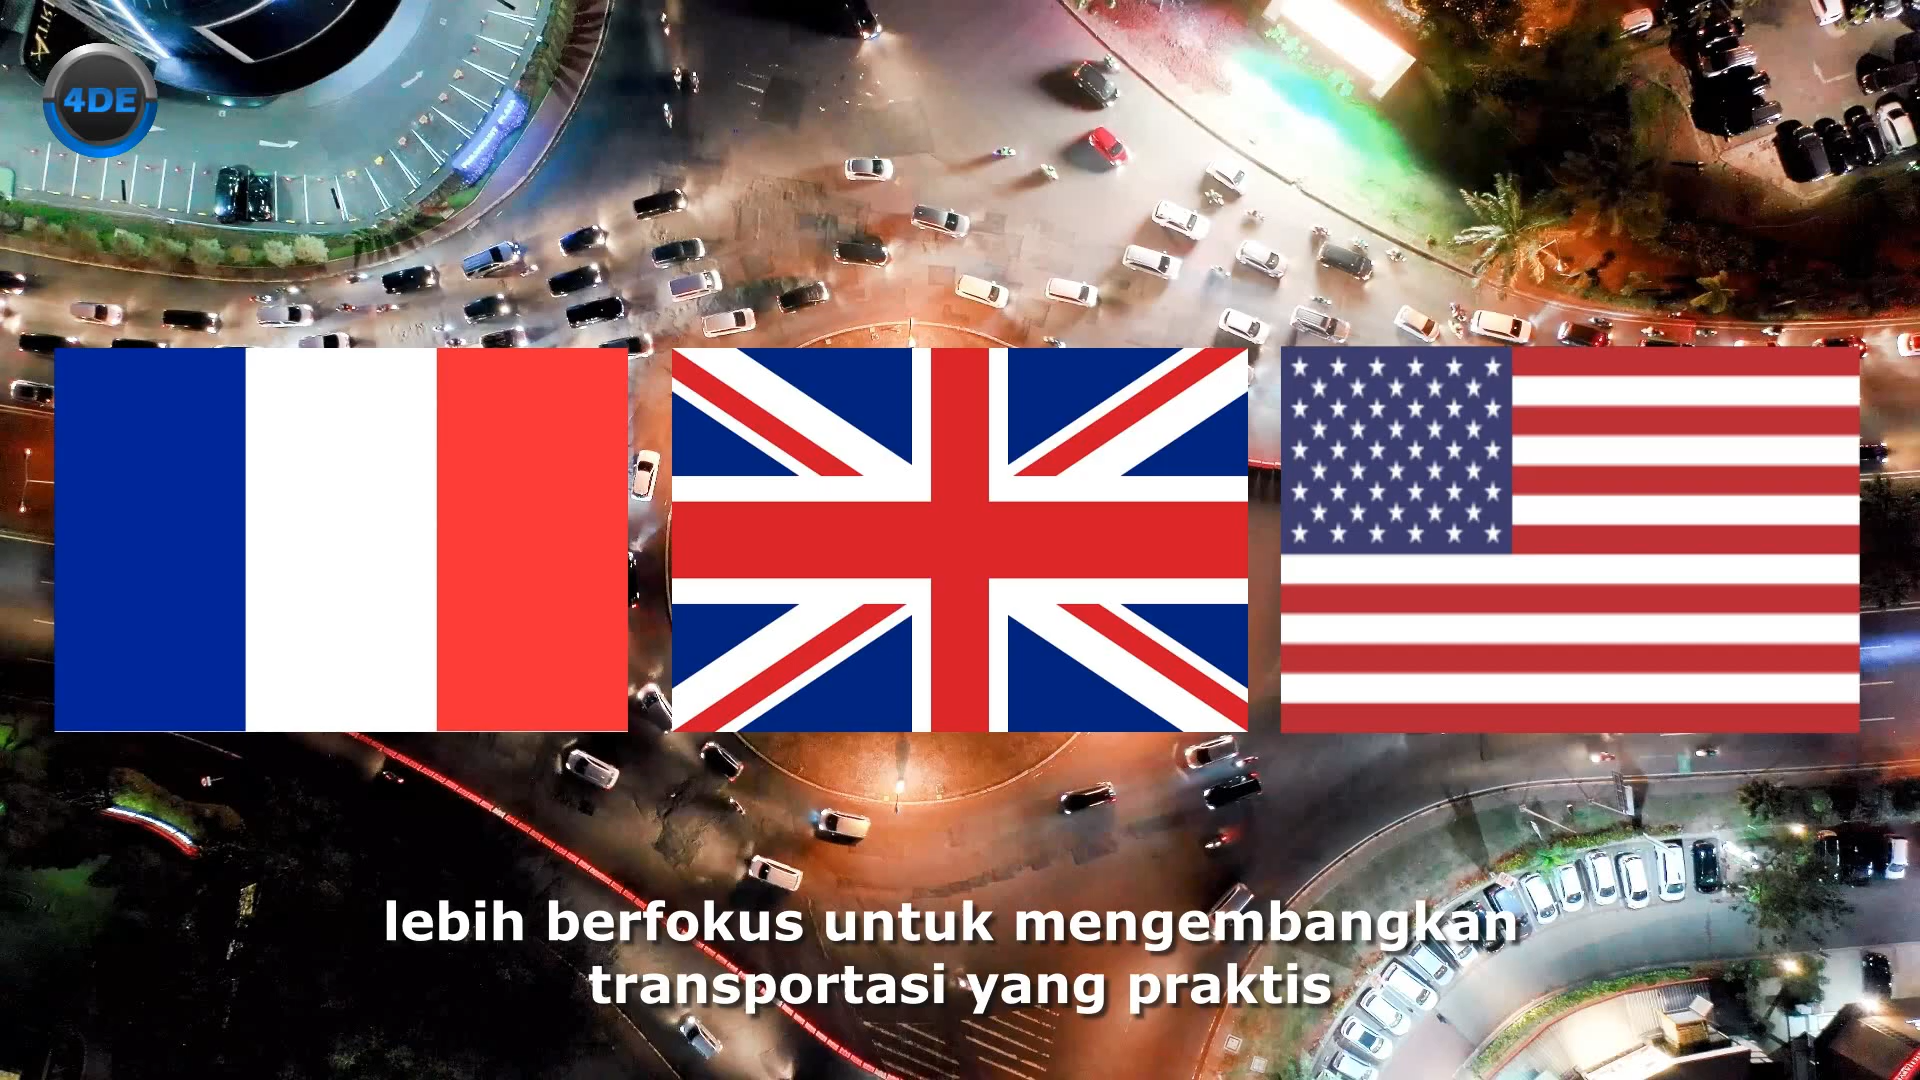 4DE
lebih berfokus untuk mengembangkan
transportasi yang praktis